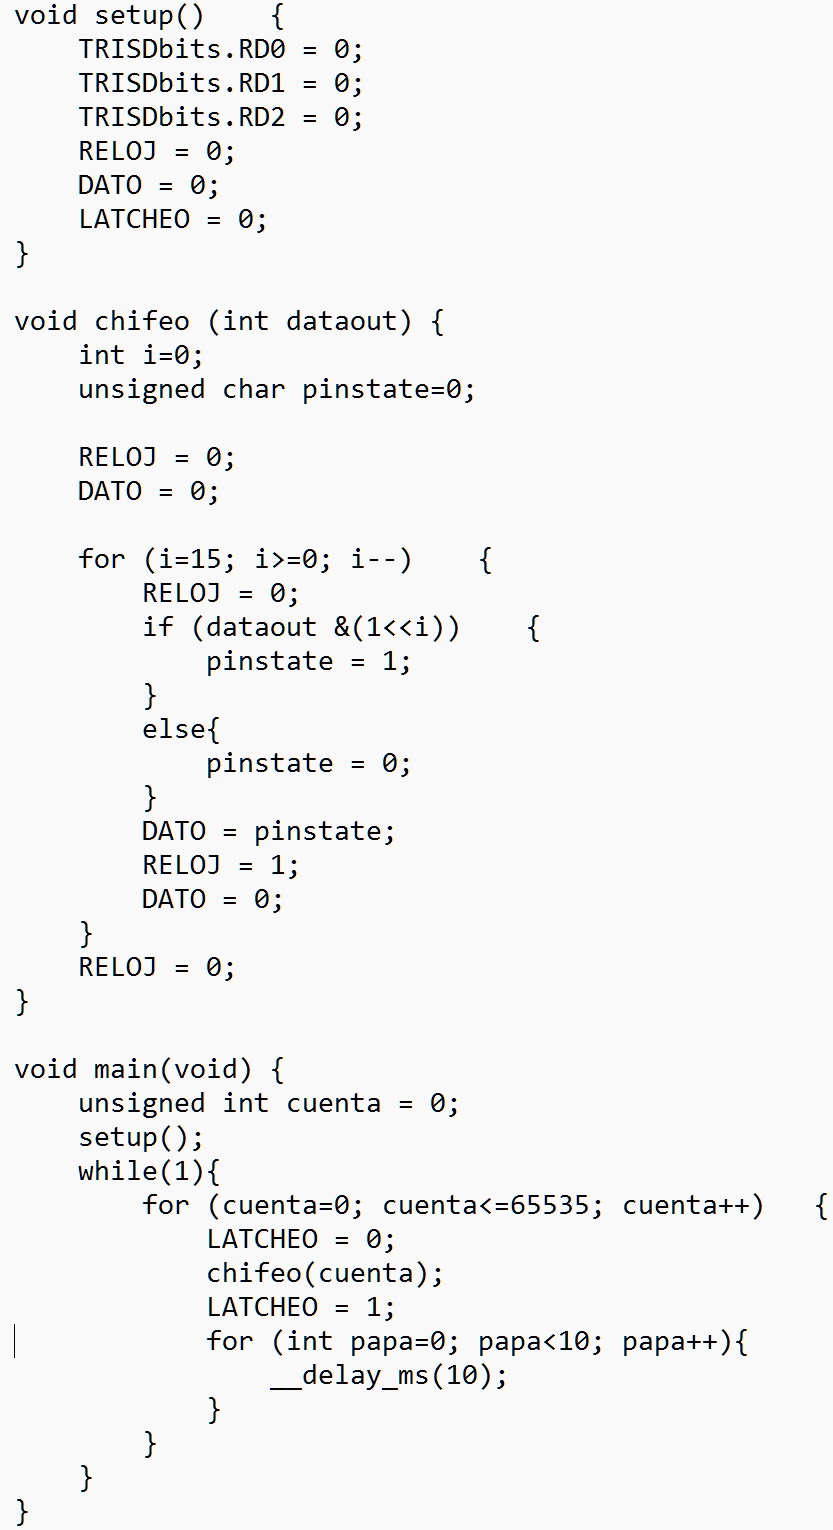 void setup()    {
    TRISDbits.RD0 = 0;
    TRISDbits.RD1 = 0;
    TRISDbits.RD2 = 0;
    RELOJ = 0;
    DATO = 0;
    LATCHEO = 0;
}

void chifeo (int dataout) {
    int i=0;
    unsigned char pinstate=0;

    RELOJ = 0;
    DATO = 0;

    for (i=15; i>=0; i--)    {
        RELOJ = 0;
        if (dataout &(1<<i))    {
            pinstate = 1;
        }
        else{
            pinstate = 0;
        }
        DATO = pinstate;
        RELOJ = 1;
        DATO = 0;
    }
    RELOJ = 0;
}

void main(void) {
    unsigned int cuenta = 0;
    setup();
    while(1){
        for (cuenta=0; cuenta<=65535; cuenta++)   {
            LATCHEO = 0;
            chifeo(cuenta);
            LATCHEO = 1;
            for (int papa=0; papa<10; papa++){
                __delay_ms(10);
            }
        }
    }
}